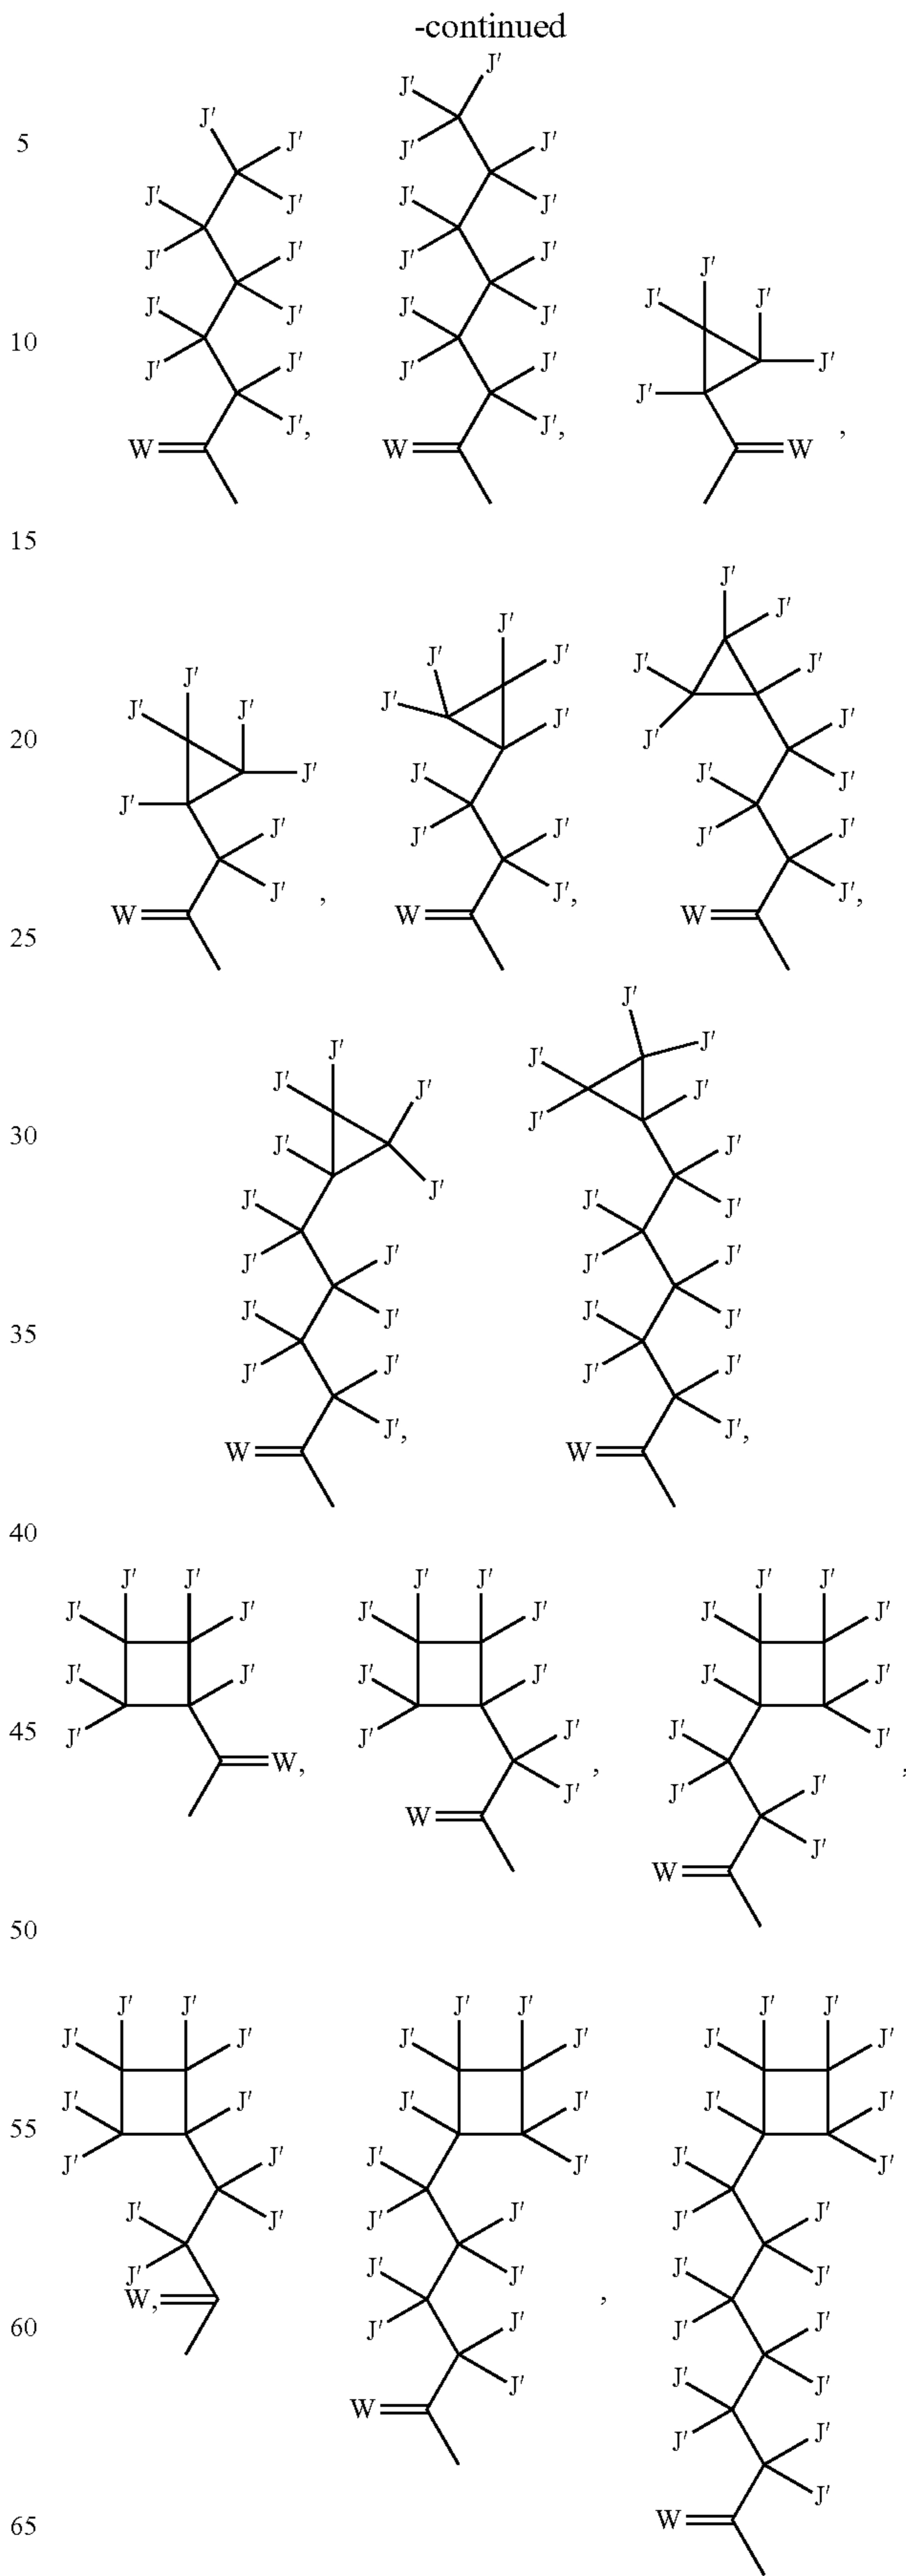 -continued
J'
J'
J'
5 J' J' J'
J' J' J' J'
J' J' J' J' J'
J' J' J' J' J' J'
10 J' J' J' J' J'
J'
J', J', ,
W W W
15
J'
J' J'
J' J'
J' J' J' J'
J' J' J' J' J'
20 J' J'
J' J' J' J'
J' J' J' J' J'
J' J', J',
,
W W W
25
J'
J' J'
J' J'
J' J' J'
30 J'
J' J'
J' J' J'
J' J' J' J'
J' J' J' J'
35 J' J' J' J'
J' J'
J', J',
W W
40
J' J' J' J' J' J'
J' J' J' J' J' J'
J' J' J' J' J' J'
45 J' J' J' J' J'
W, J' , J' J' ,
W J'
W
50
J' J' J' J' J' J'
J' J' J' J' J' J'
55 J' J' J' J' J' J'
J' J' J' J' J' J'
J' J' J' J' J' J'
J' J' J' J' J'
W, ,
60 J' J' J' J'
J' J'
W J' J'
J'
65 W